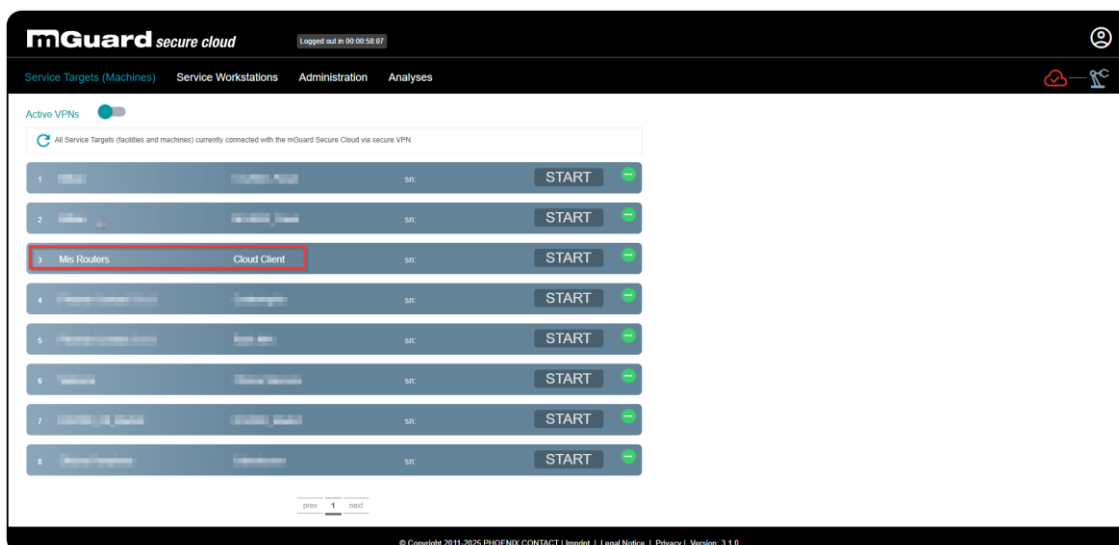 mGuard secure cloud Logged out in 00:00:58:07
Service Targets (Machines) Service Workstations Administration Analyses
Active VPNs
All Service Targets (facilities and machines) currently connected with the mGuard Secure Cloud via secure VPN
1 sn: START
2 sn: START
3 Mis Routers Cloud Client sn: START
4 sn: START
5 sn: START
6 sn: START
7 sn: START
8 sn: START
prev 1 next
© Copyright 2011-2025 PHOENIX CONTACT | Imprint | Legal Notice | Privacy | Version: 3.1.0